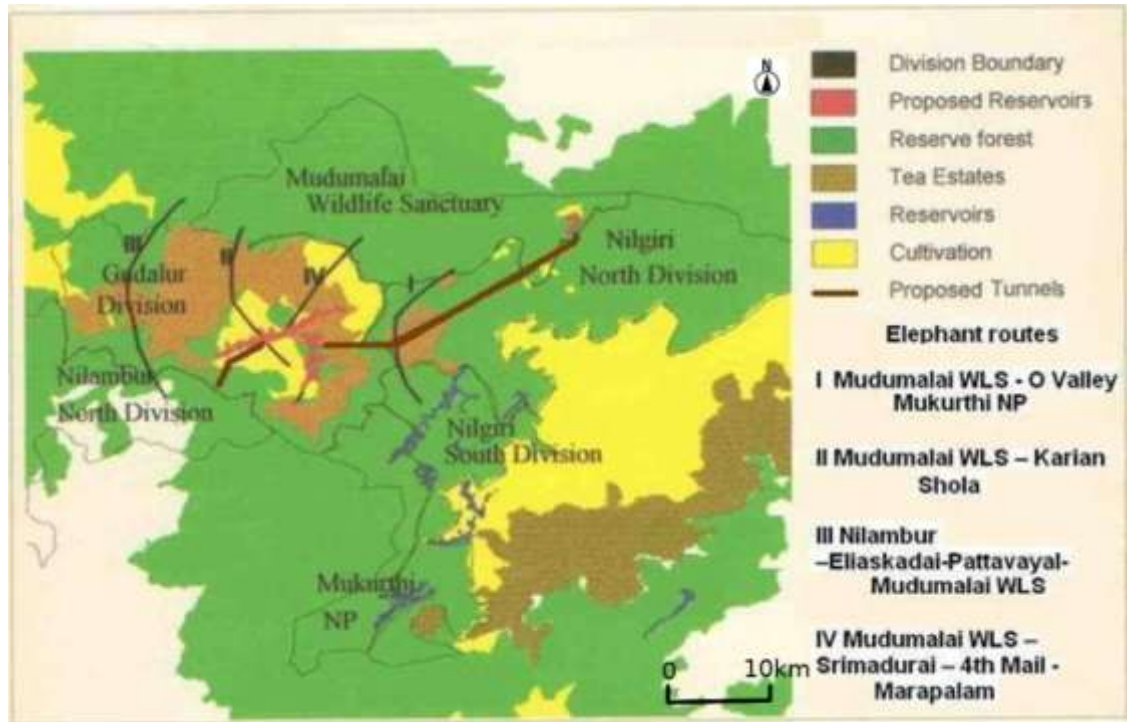 N
Division Boundary
Proposed Reservoirs
Reserve forest
Tea Estates
Reservoirs
Cultivation
Proposed Tunnels
Elephant routes
I Mudumalai WLS - O Valley
Mukurthi NP
II Mudumalai WLS – Karian
Shola
III Nilambur
–Eliaskadai-Pattavayal-
Mudumalai WLS
IV Mudumalai WLS –
Srimadurai – 4th Mail -
Marapalam
Mudumafai
Wildlife Sanctuary
III
II
IV
I
Gudalur
Division
Nilgiri
North Division
Nilambur
North Division
Nilgiri
South Division
Mukurthi
NP
0 10km